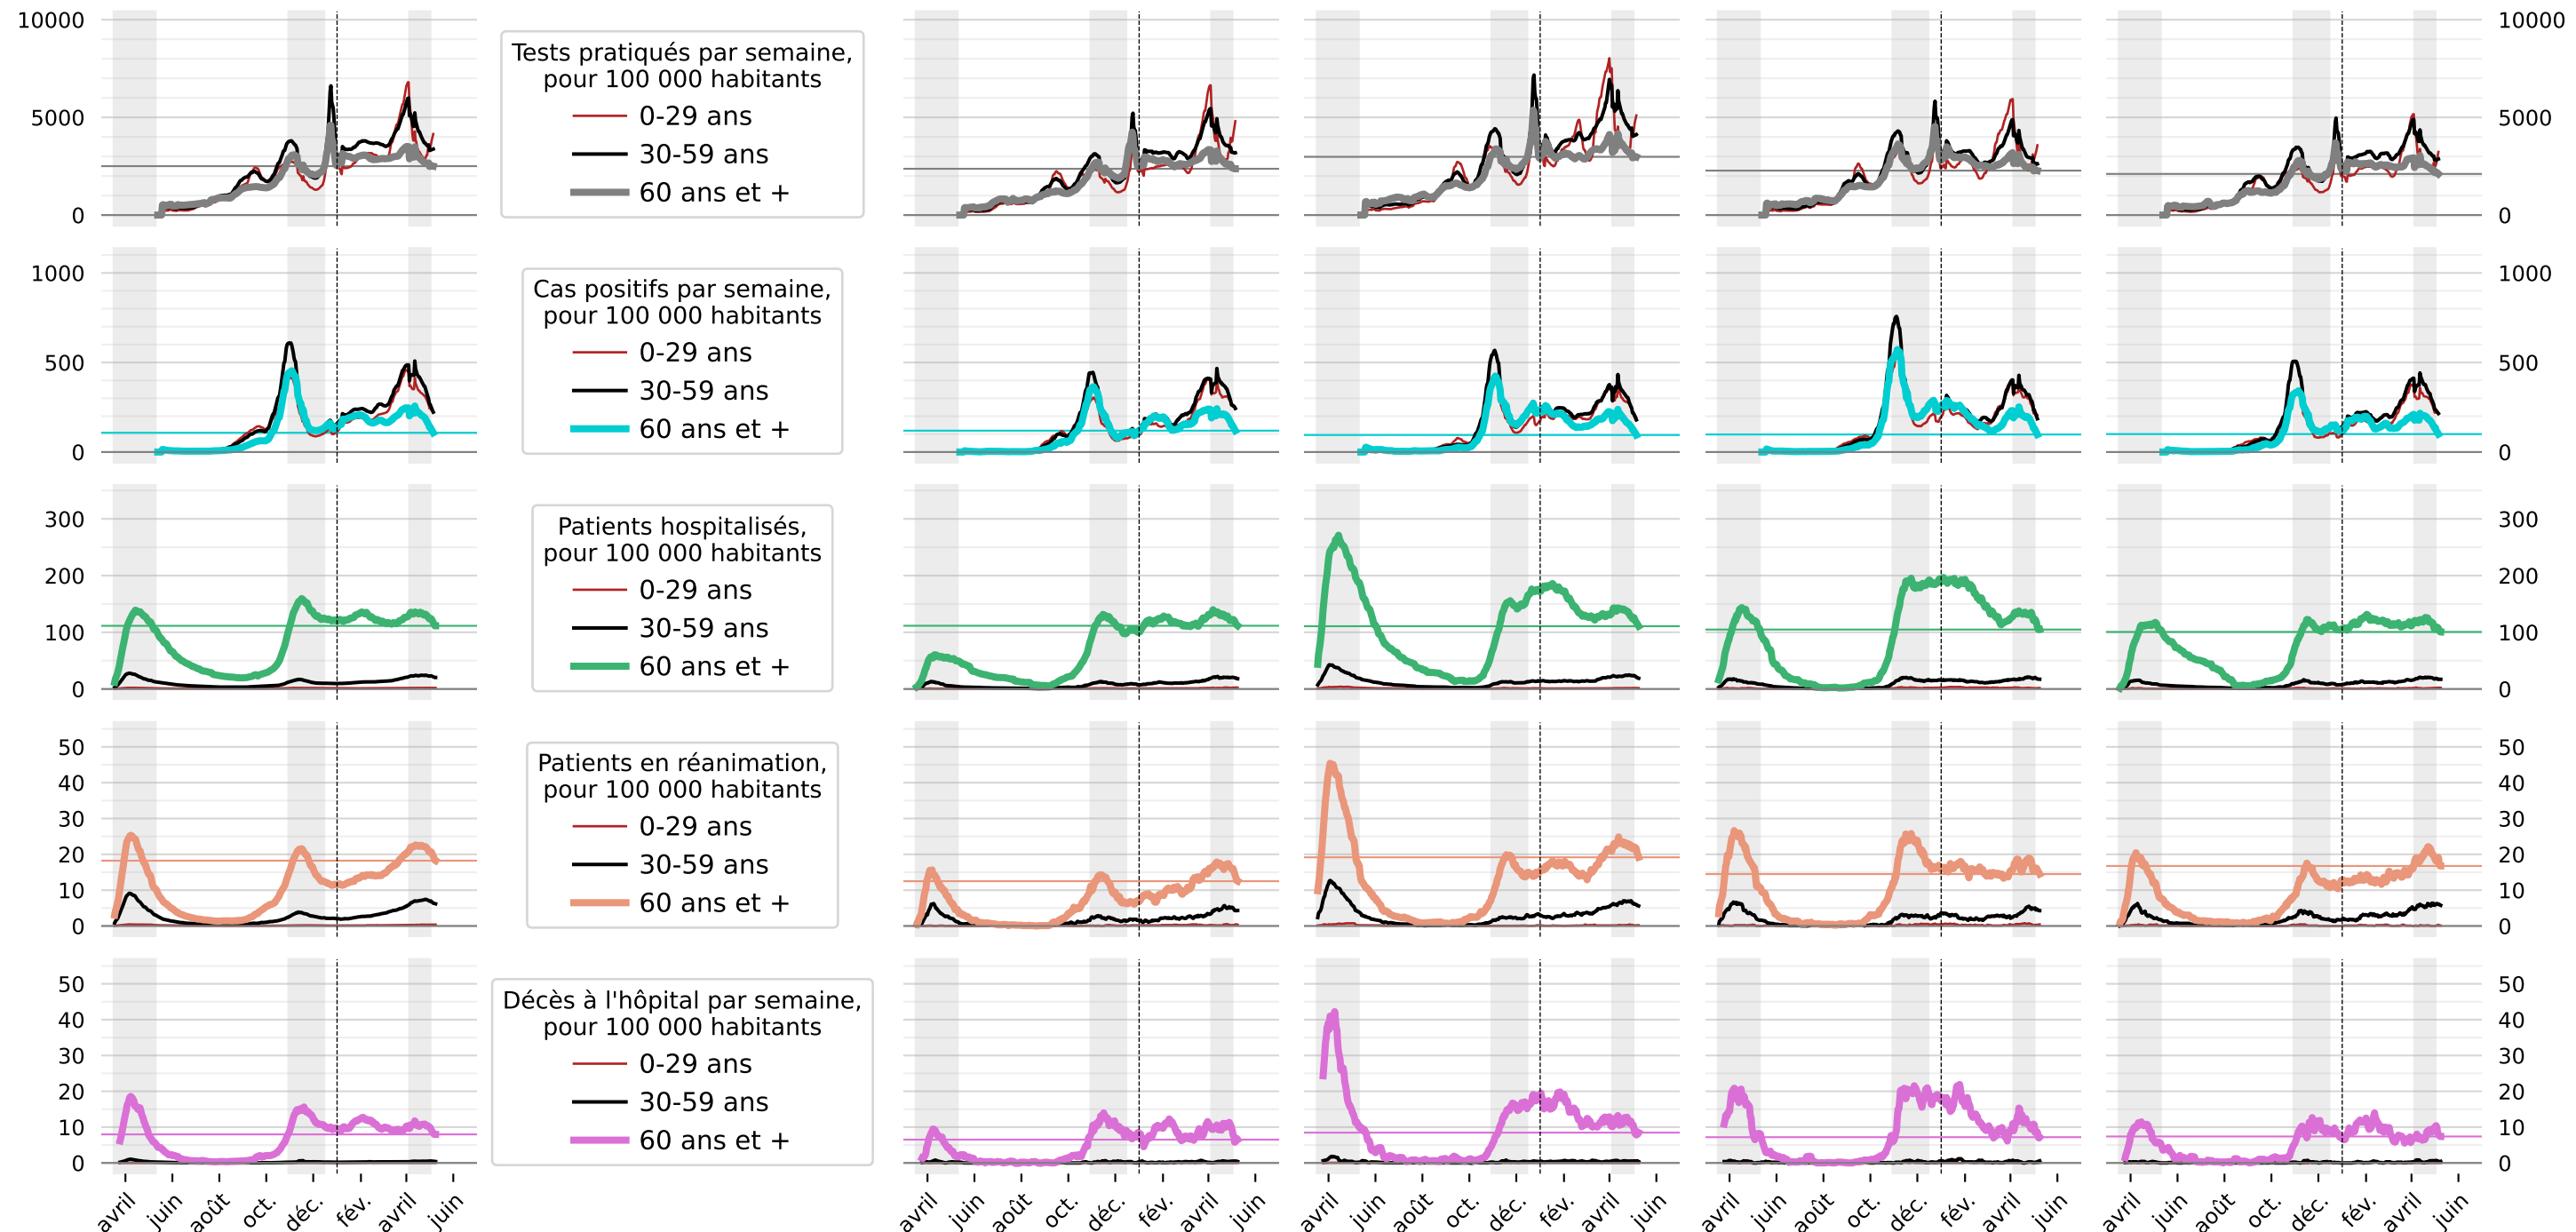 10000
5000
0
Tests pratiqués par semaine,
pour 100 000 habitants
0-29 ans
30-59 ans
60 ans et +
10000
5000
0
1000
500
0
Cas positifs par semaine,
pour 100 000 habitants
0-29 ans
30-59 ans
60 ans et +
1000
500
0
300
200
100
0
Patients hospitalisés,
pour 100 000 habitants
0-29 ans
30-59 ans
60 ans et +
300
200
100
0
50
40
30
20
10
0
Patients en réanimation,
pour 100 000 habitants
0-29 ans
30-59 ans
60 ans et +
50
40
30
20
10
0
50
40
30
20
10
0
Décès à l'hôpital par semaine,
pour 100 000 habitants
0-29 ans
30-59 ans
60 ans et +
50
40
30
20
10
0
avril juin août oct. déc. fév. avril juin
avril juin août oct. déc. fév. avril juin
avril juin août oct. déc. fév. avril juin
avril juin août oct. déc. fév. avril juin
avril juin août oct. déc. fév. avril juin